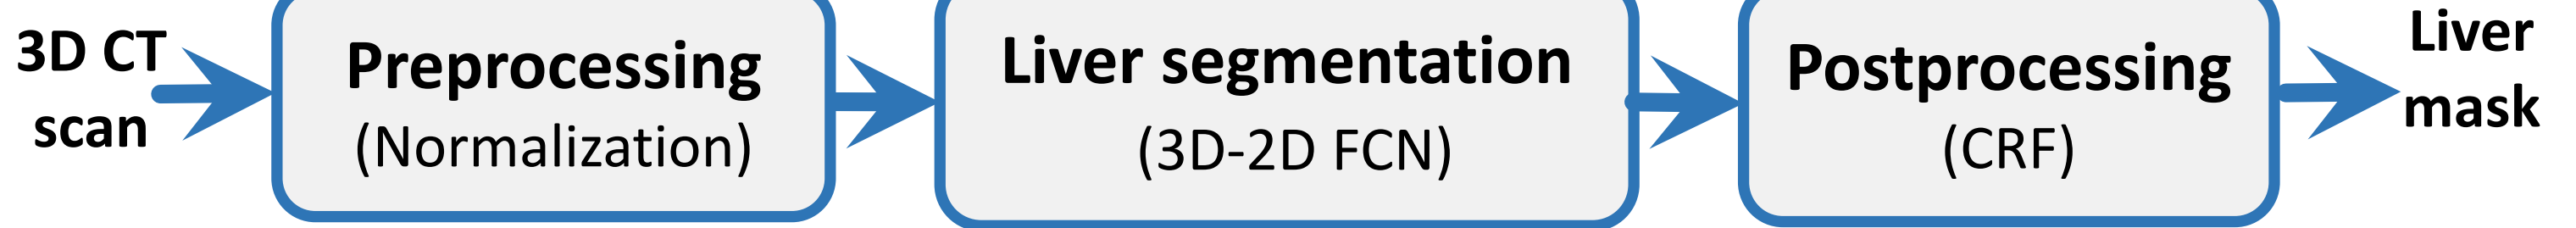 3D CT
scan
Preprocessing
(Normalization)
Liver segmentation
(3D-2D FCN)
Postprocessing
(CRF)
Liver
mask